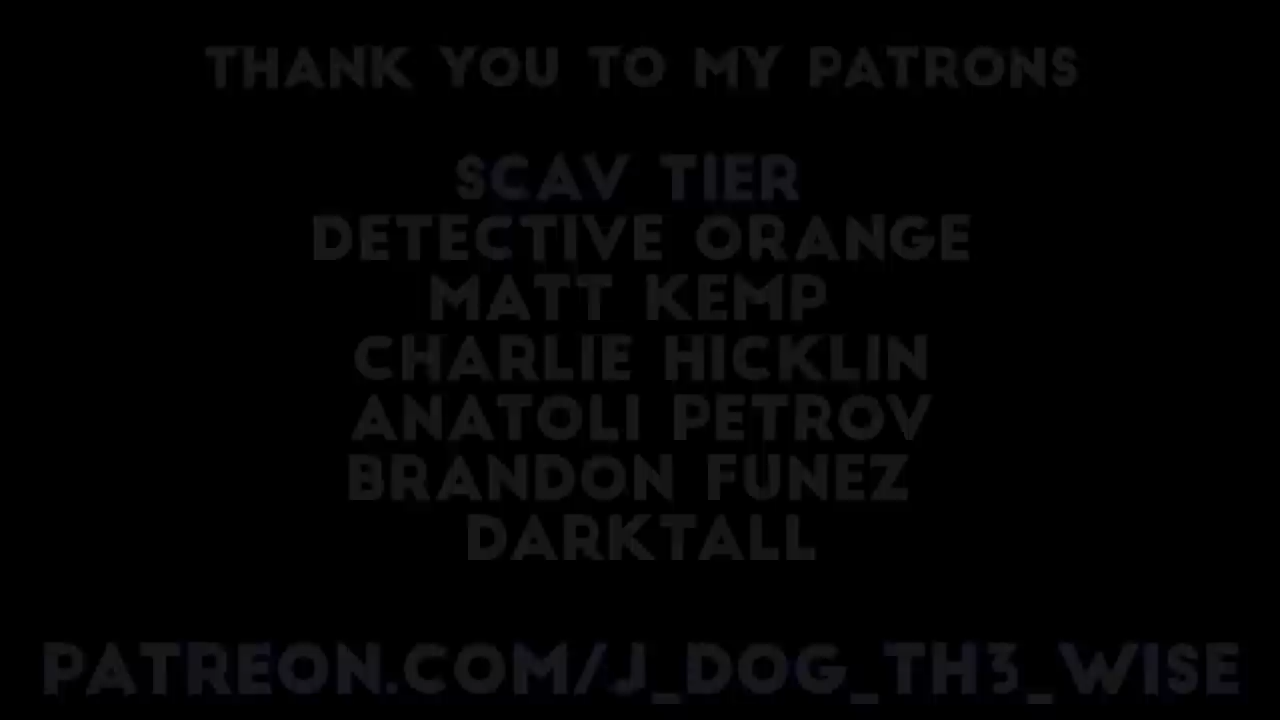 THANK YOU TO MY PATRONS
SCAV TIER
DETECTIVE ORANGE
MATT KEMP
CHARLIE HICKLIN
ANATOLI PETROV
BRANDON FUNEZ
DARKTALL
PATREON.COM/J_DOG_TH3_WISE